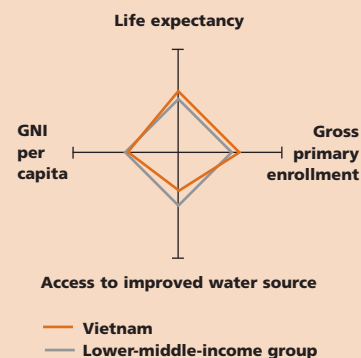 Life expectancy
GNI
per
capita
Gross
primary
enrollment
Access to improved water source
Vietnam
Lower-middle-income group